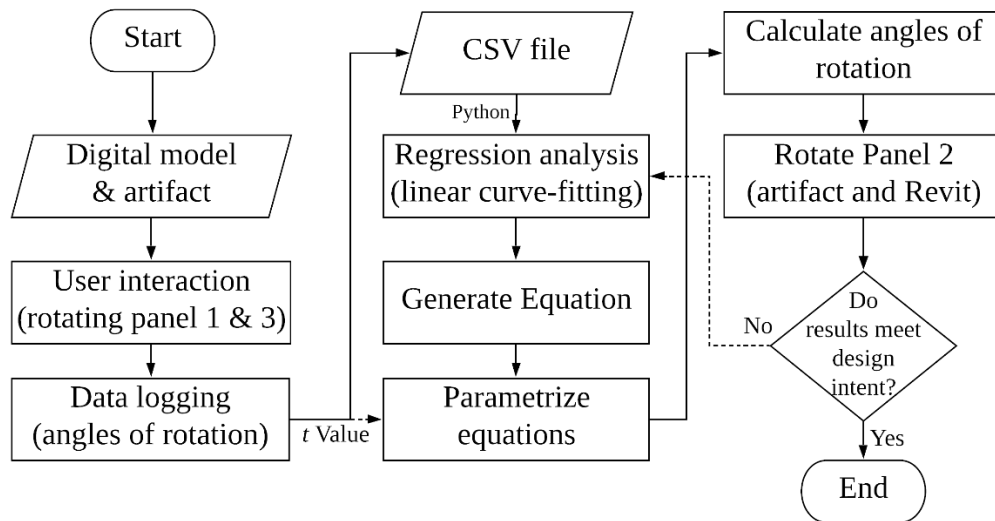 Start
Digital model
& artifact
User interaction
(rotating panel 1 & 3)
Data logging
(angles of rotation)
t Value
CSV file
Python
Regression analysis
(linear curve-fitting)
Generate Equation
Parametrize
equations
Calculate angles of
rotation
Rotate Panel 2
(artifact and Revit)
Do
results meet
design
intent?
No
Yes
End